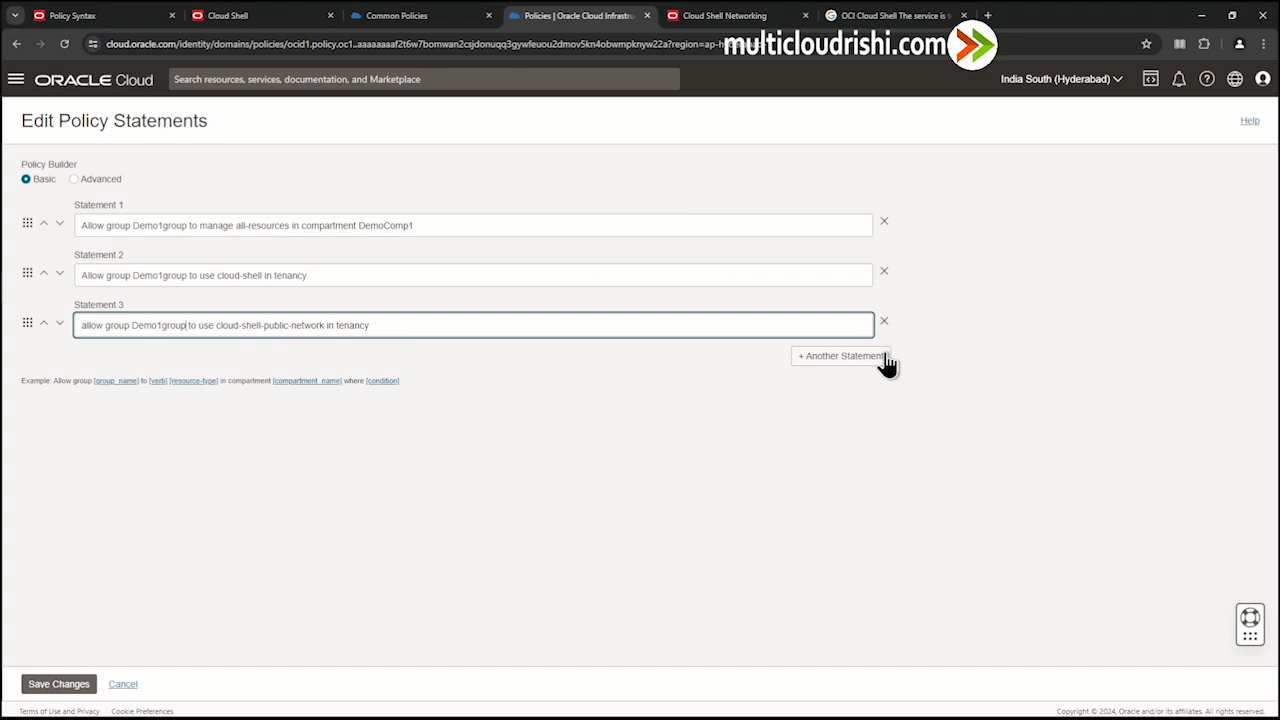 Policy Syntax
Cloud Shell
Common Policies
Policies | Oracle Cloud Infrastru
Cloud Shell Networking
OCI Cloud Shell The service is t
cloud.oracle.com/identity/domains/policies/ocid1.policy.oc1..
multicloudrishi.com
ORACLE Cloud
Search resources, services, documentation, and Marketplace
India South (Hyderabad)
Edit Policy Statements
Help
Policy Builder
Basic
Advanced
Statement 1
Allow group Demo1group to manage all-resources in compartment DemoComp1
Statement 2
Allow group Demo1group to use cloud-shell in tenancy
Statement 3
allow group Demo1group to use cloud-shell-public-network in tenancy
+ Another Statement
Example: Allow group [group_name] to [verb] [resource-type] in compartment [compartment_name] where [condition]
Save Changes
Cancel
Terms of Use and Privacy
Cookie Preferences
Copyright © 2024, Oracle and/or its affiliates. All rights reserved.